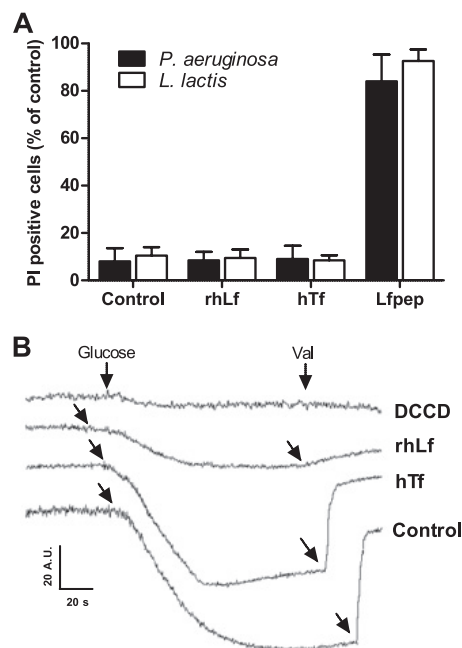 A
PI positive cells (% of control)
100
80
60
40
20
0
P. aeruginosa
L. lactis
Control rhLf hTf Lfpep
B
Glucose Val
DCCD
rhLf
hTf
Control
20 A.U.
20 s